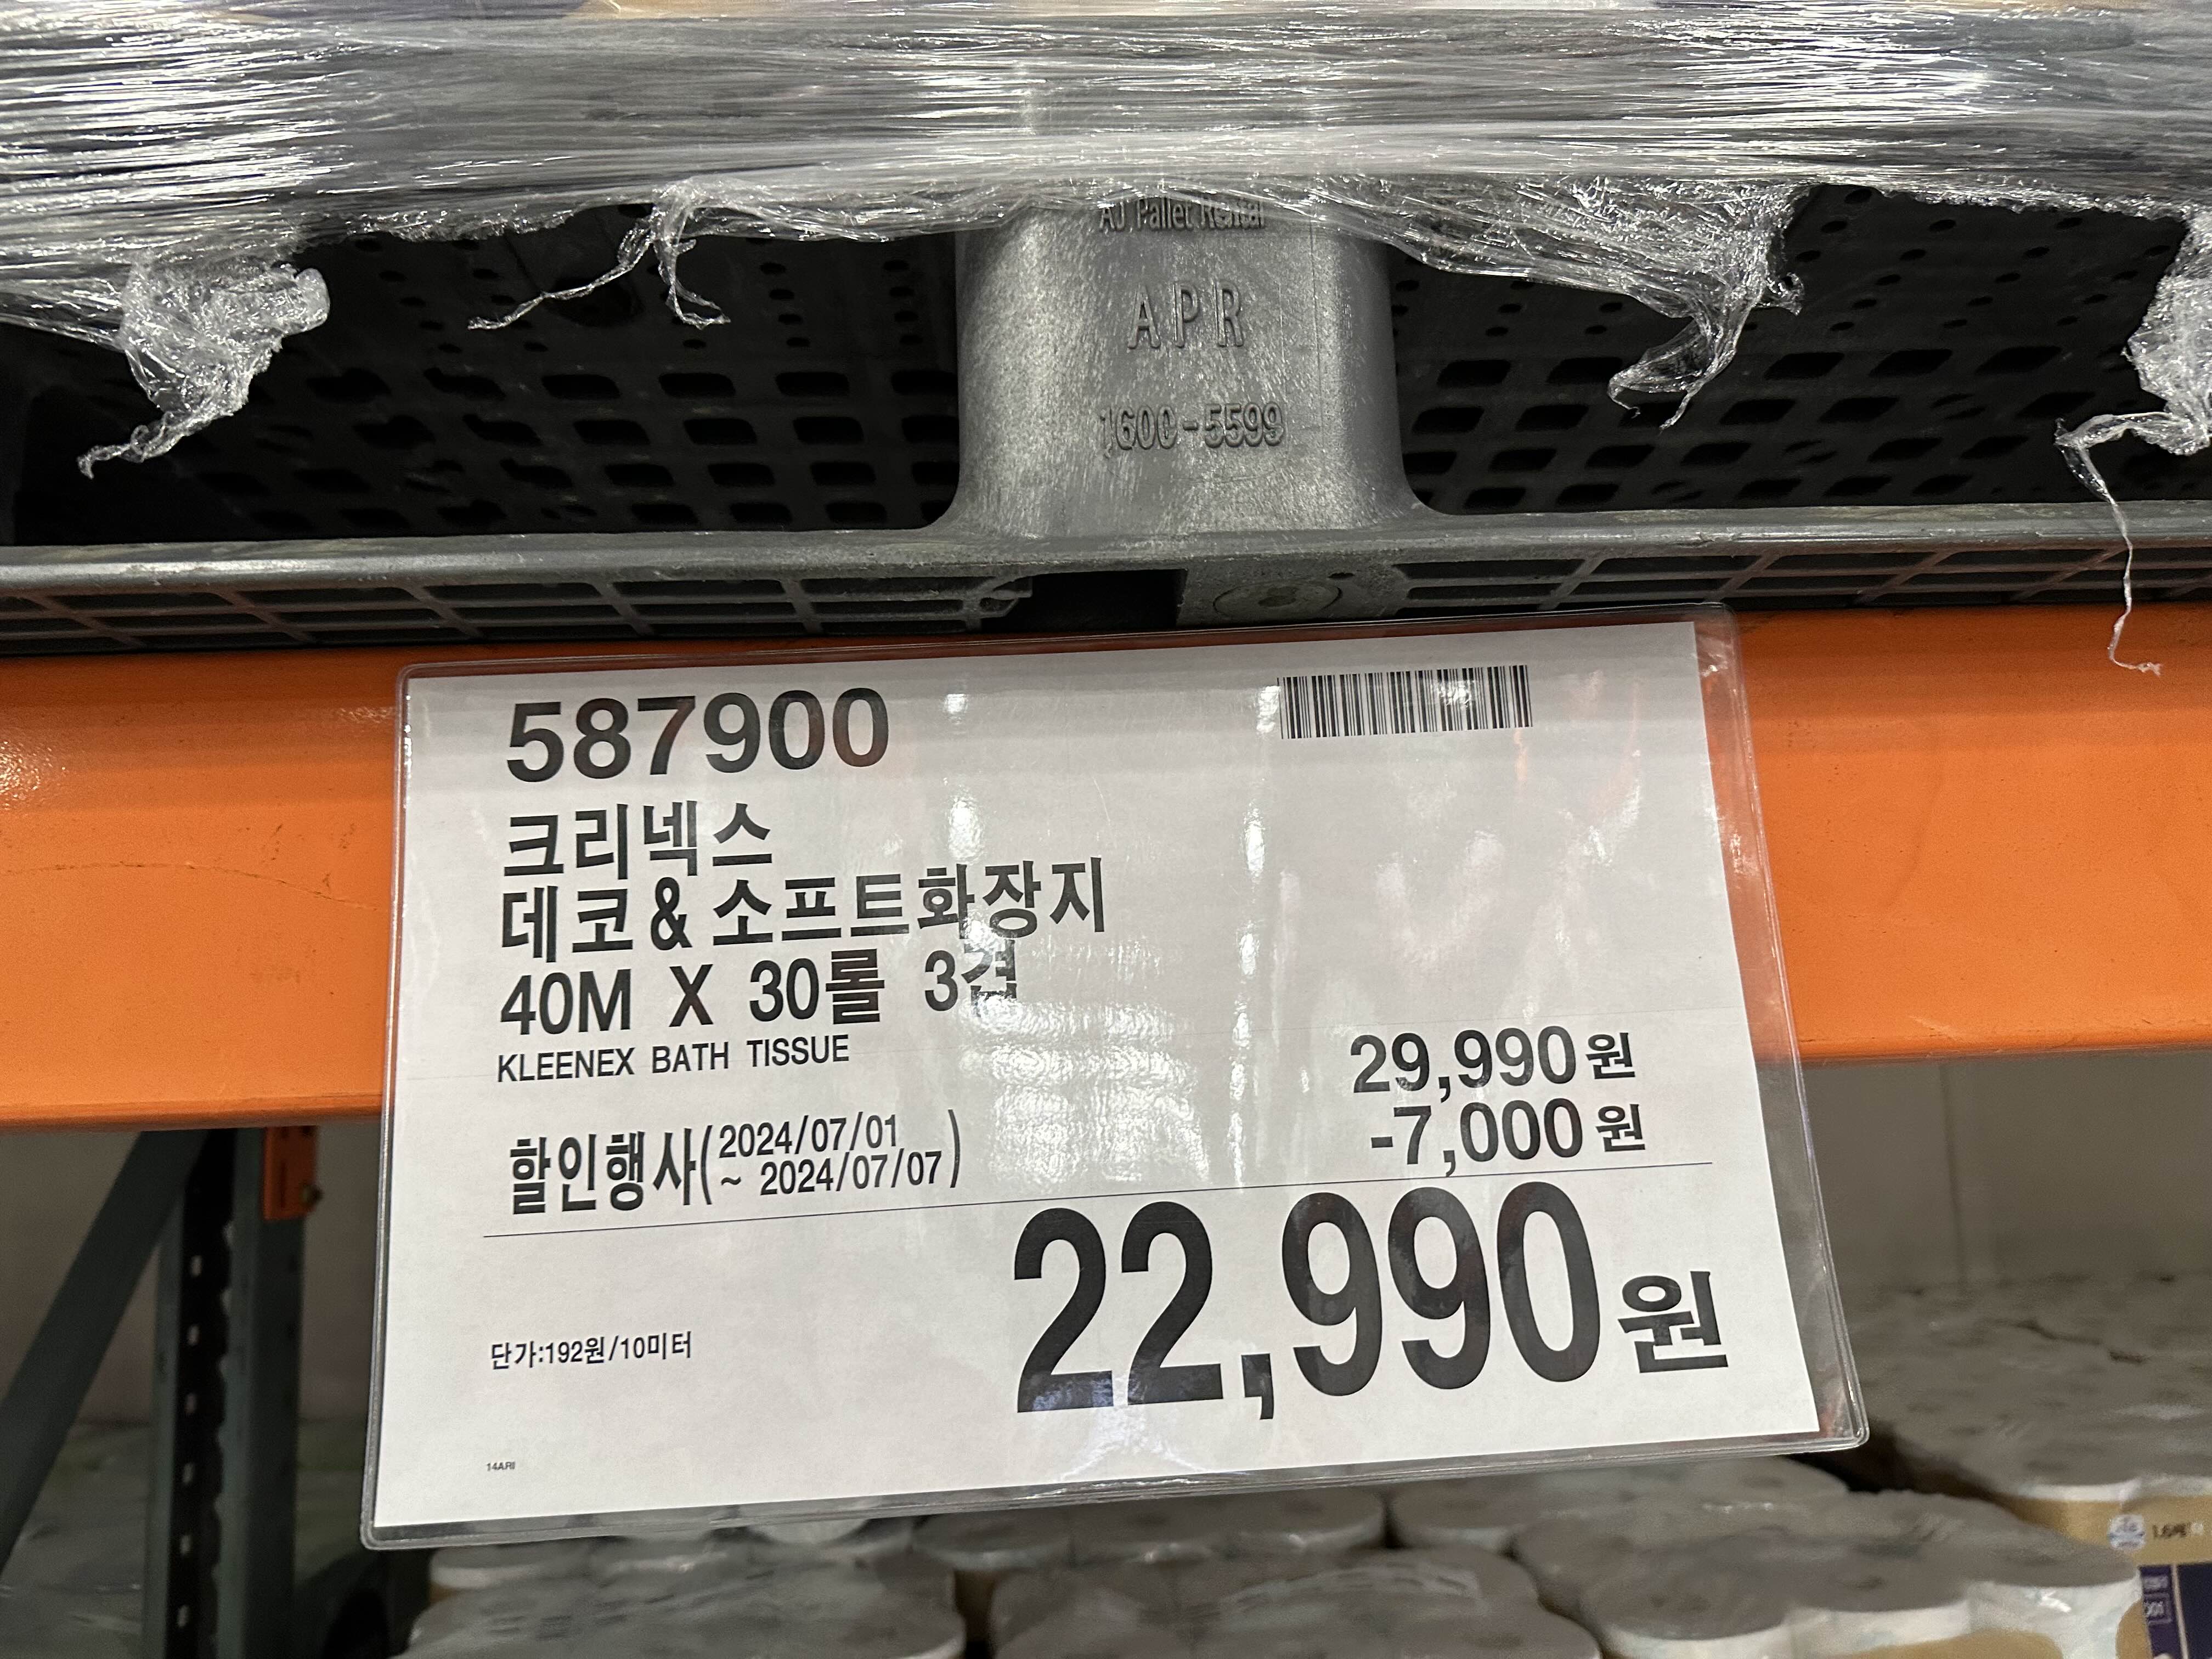 AJ Pallet Rental
APR
1600-5599
587900
크리넥스
데코&소프트화장지
40M X 30롤 3겹
KLEENEX BATH TISSUE
29,990원
할인행사(2024/07/01
~ 2024/07/07)
-7,000원
22,990원
단가:192원/10미터
14ARI